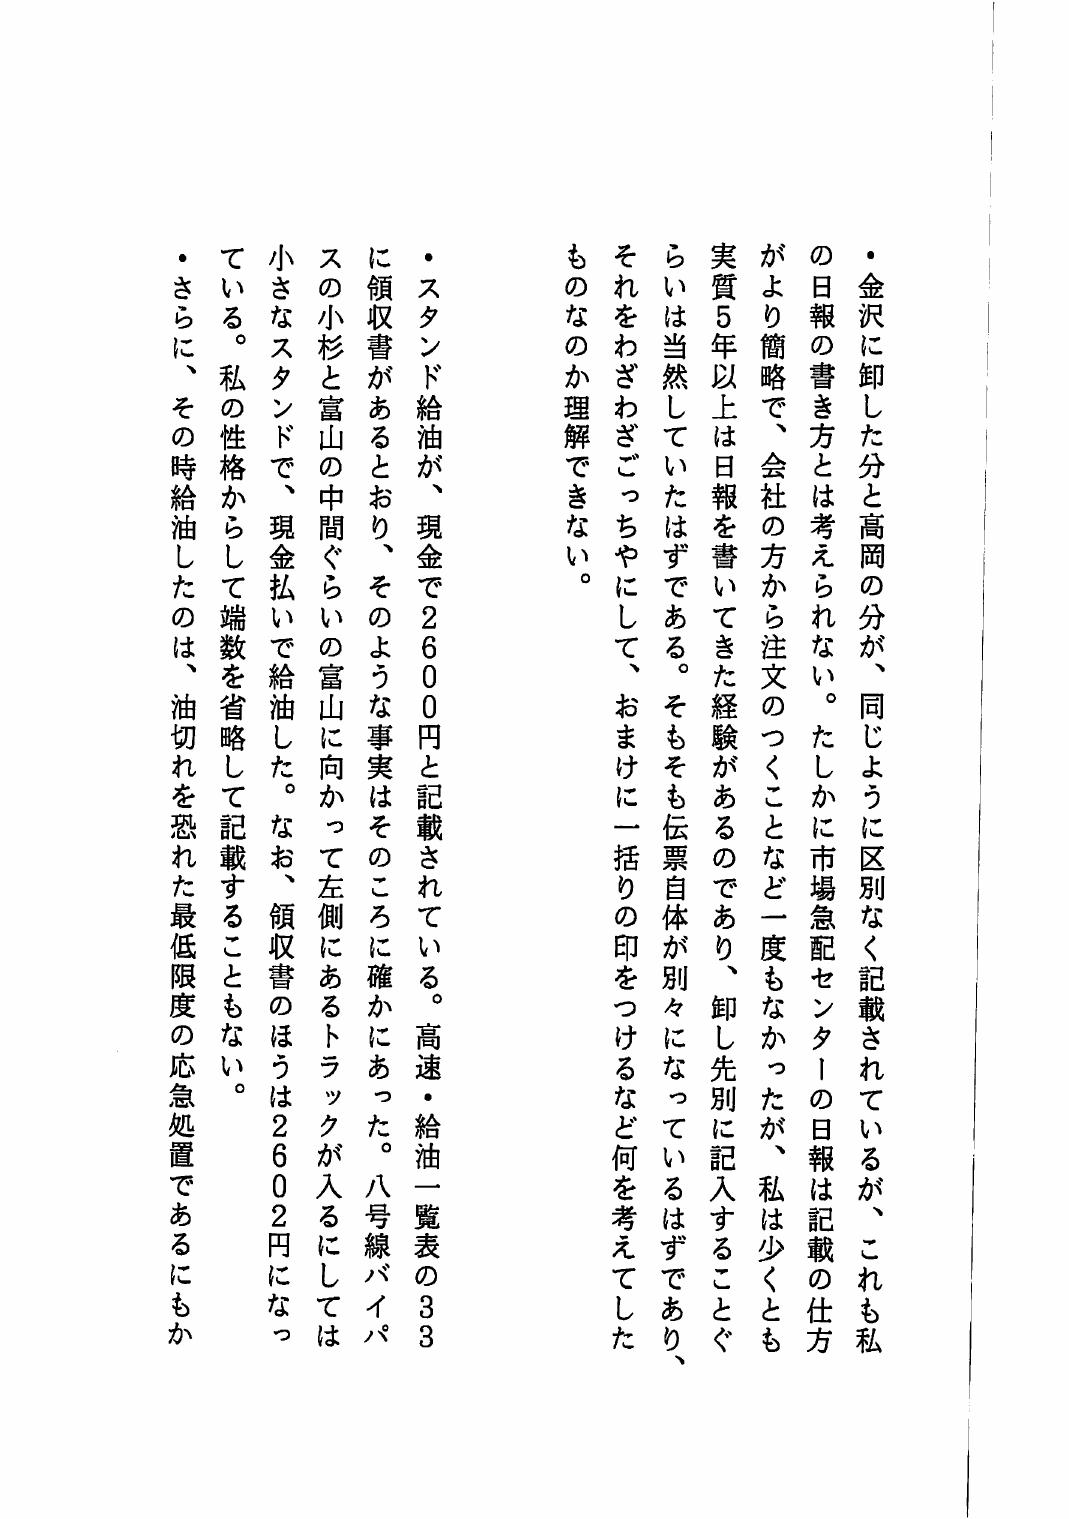 ・金沢に卸した分と高岡の分が、同じように区別なく記載されているが、これも私
の日報の書き方とは考えられない。たしかに市場急配センターの日報は記載の仕方
がより簡略で、会社の方から注文のつくことなど一度もなかったが、私は少くとも
実質5年以上は日報を書いてきた経験があるのであり、卸し先別に記入することぐ
らいは当然していたはずである。そもそも伝票自体が別々になっているはずであり、
それをわざわざごっちやにして、おまけに一括りの印をつけるなど何を考えてした
ものなのか理解できない。
・スタンド給油が、現金で2600円と記載されている。高速・給油一覧表の33
に領収書があるとおり、そのような事実はそのころに確かにあった。八号線バイパ
スの小杉と富山の中間ぐらいの富山に向かって左側にあるトラックが入るにしては
小さなスタンドで、現金払いで給油した。なお、領収書のほうは2602円になっ
ている。私の性格からして端数を省略して記載することもない。
・さらに、その時給油したのは、油切れを恐れた最低限度の応急処置であるにもか